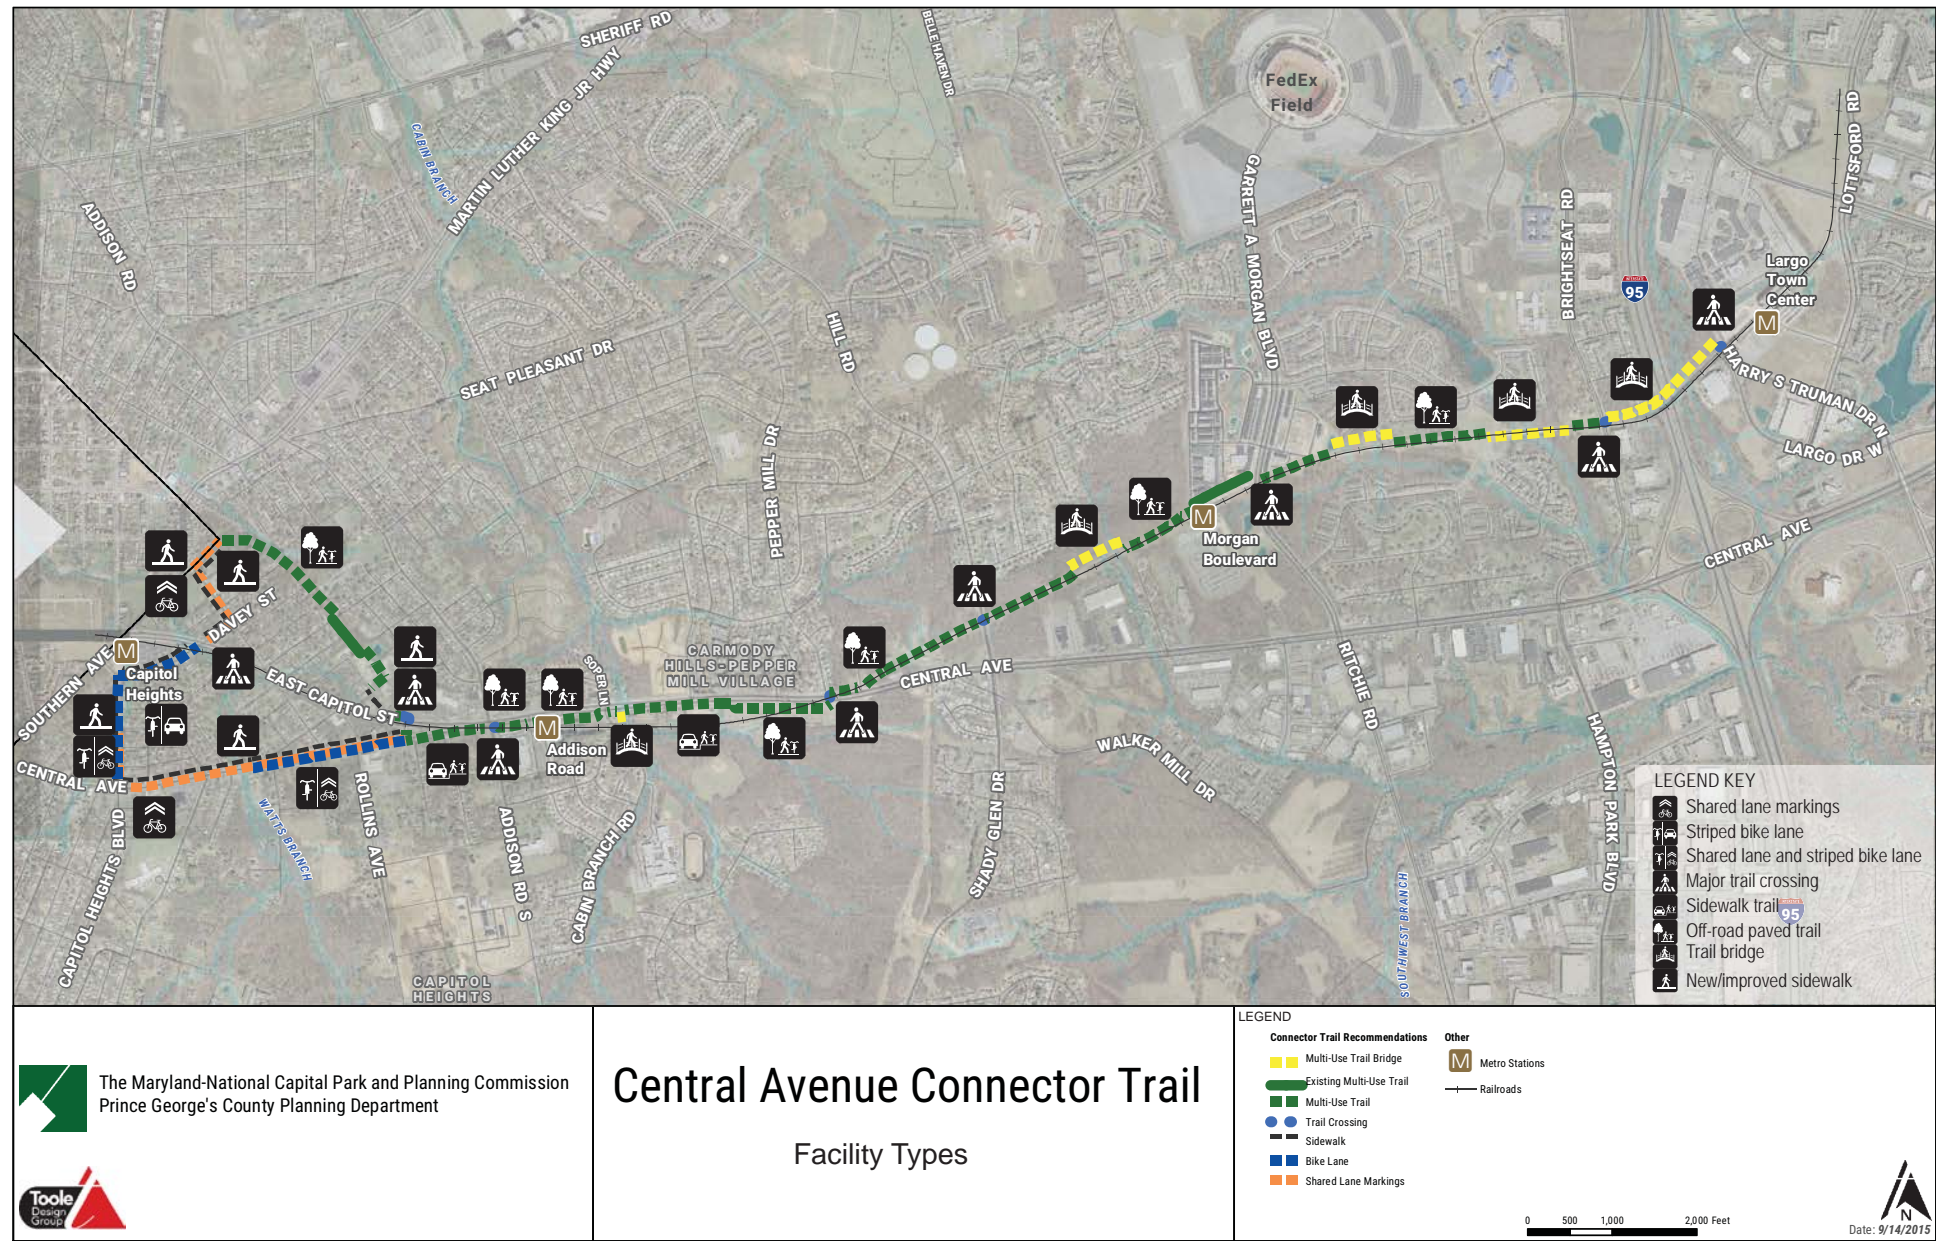 SHERIFF RD
BELLE HAVEN DR
MARTIN LUTHER KING JR HWY
CABIN BRANCH
FedEx
Field
LOTTSFORD RD
GARRETT A MORGAN BLVD
BRIGHTSEAT RD
ADDISON RD
95
Largo
Town
Center
M
HILL RD
SEAT PLEASANT DR
HARRY S TRUMAN DR N
LARGO DR W
PEPPER MILL DR
M
Morgan
Boulevard
CENTRAL AVE
DAVEY ST
SOUTHERN AVE
M
Capitol
Heights
EAST CAPITOL ST
SOPER LN
CARMODY
HILLS-PEPPER
MILL VILLAGE
CENTRAL AVE
RITCHIE RD
M
Addison
Road
WALKER MILL DR
HAMPTON PARK BLVD
CENTRAL AVE
CAPITOL HEIGHTS BLVD
WATTS BRANCH
ROLLINS AVE
ADDISON RD S
CABIN BRANCH RD
SHADY GLEN DR
SOUTHWEST BRANCH
CAPITOL
HEIGHTS
LEGEND KEY
Shared lane markings
Striped bike lane
Shared lane and striped bike lane
Major trail crossing
Sidewalk trail
95
Off-road paved trail
Trail bridge
New/improved sidewalk
The Maryland-National Capital Park and Planning Commission
Prince George's County Planning Department
Toole
Design
Group
Central Avenue Connector Trail
Facility Types
LEGEND
Connector Trail Recommendations
Multi-Use Trail Bridge
Existing Multi-Use Trail
Multi-Use Trail
Trail Crossing
Sidewalk
Bike Lane
Shared Lane Markings
Other
M Metro Stations
Railroads
0 500 1,000 2,000 Feet
N
Date: 9/14/2015